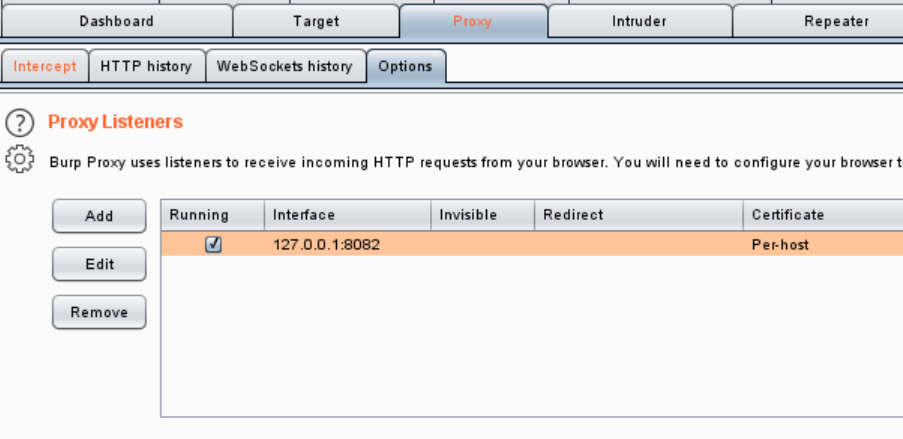 Dashboard Target Proxy Intruder Repeater
Intercept HTTP history WebSockets history Options
? Proxy Listeners
Burp Proxy uses listeners to receive incoming HTTP requests from your browser. You will need to configure your browser t
Add Running Interface Invisible Redirect Certificate
127.0.0.1:8082 Per-host
Edit
Remove